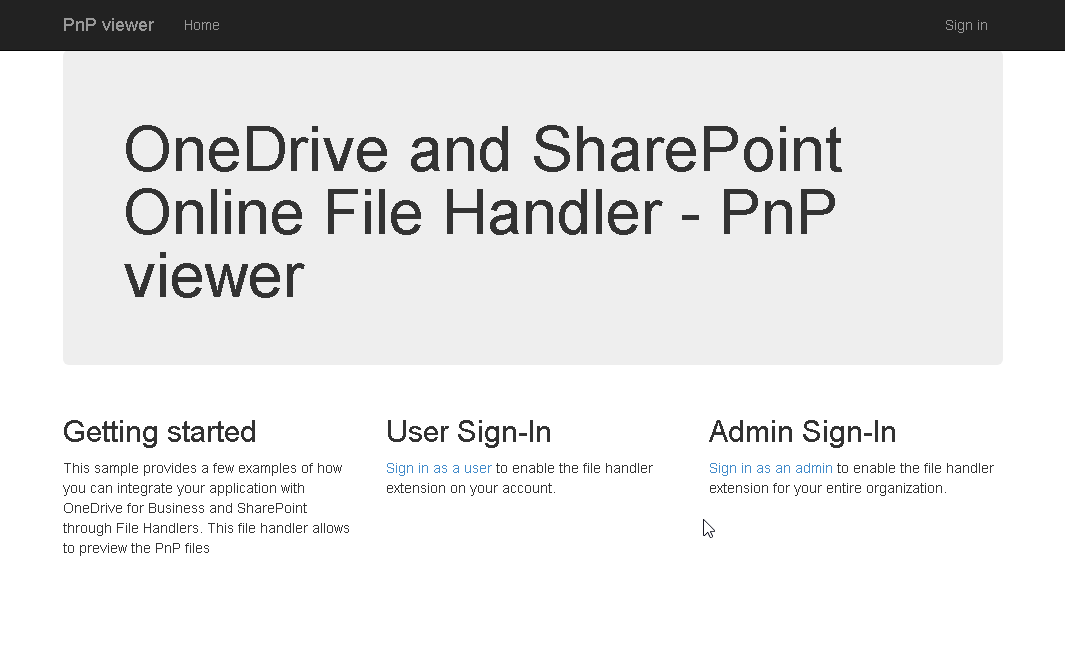 PnP viewer Home Sign in
OneDrive and SharePoint
Online File Handler - PnP
viewer
Getting started
This sample provides a few examples of how
you can integrate your application with
OneDrive for Business and SharePoint
through File Handlers. This file handler allows
to preview the PnP files
User Sign-In
Sign in as a user to enable the file handler
extension on your account.
Admin Sign-In
Sign in as an admin to enable the file handler
extension for your entire organization.